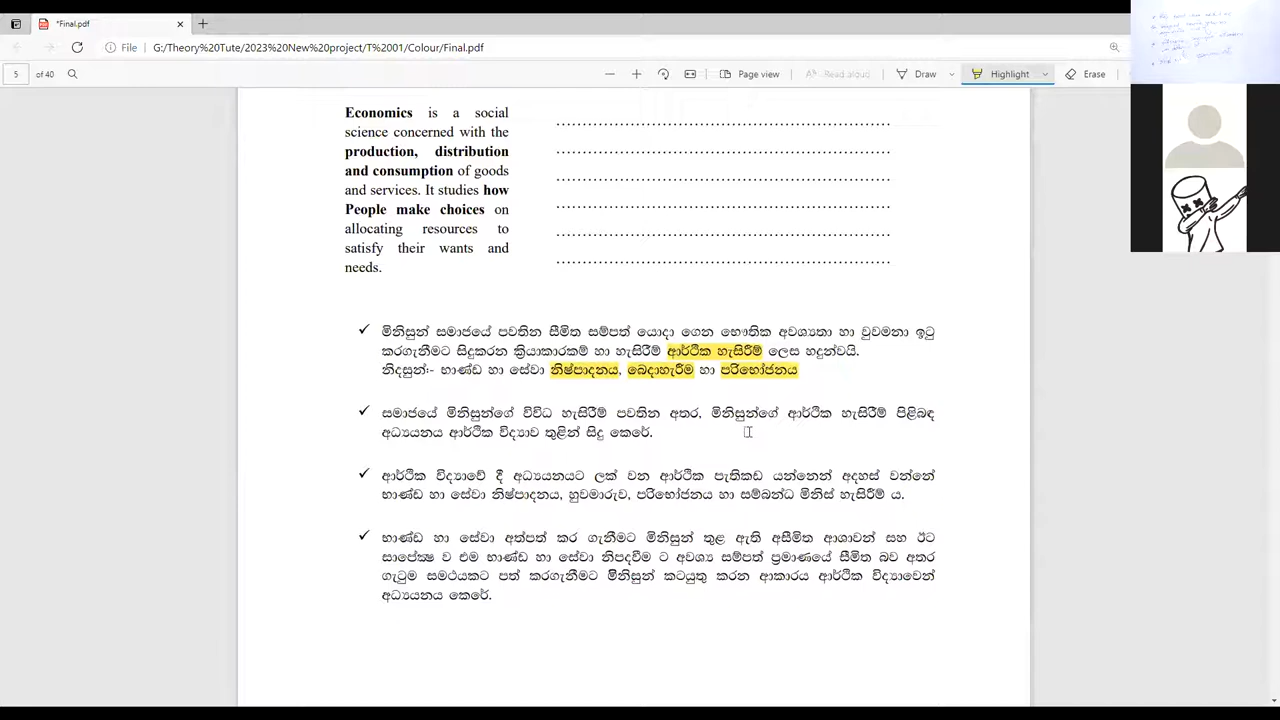 *Final.pdf
File
G:/Theory%20Tute/2023%20New%20project/T%2001/Colour/Final.pdf
5 of 40
Page view
Read aloud
Draw
Highlight
Erase
Economics is a social
science concerned with the
production, distribution
and consumption of goods
and services. It studies how
People make choices on
allocating resources to
satisfy their wants and
needs.
................................................................
................................................................
................................................................
................................................................
................................................................
................................................................
✓ මිනිසුන් සමාජයේ පවතින සීමිත සම්පත් යොදා ගෙන භෞතික අවශ්‍යතා හා වුවමනා ඉටු
කරගැනීමට සිදුකරන ක්‍රියාකාරකම් හා හැසිරීම් ආර්ථික හැසිරීම් ලෙස හදුන්වයි.
නිදසුන්:- භාණ්ඩ හා සේවා නිෂ්පාදනය, බෙදාහැරීම හා පරිභෝජනය
✓ සමාජයේ මිනිසුන්ගේ විවිධ හැසිරීම් පවතින අතර, මිනිසුන්ගේ ආර්ථික හැසිරීම් පිළිබඳ
අධ්‍යයනය ආර්ථික විද්‍යාව තුළින් සිදු කෙරේ.
✓ ආර්ථික විද්‍යාවේ දී අධ්‍යයනයට ලක් වන ආර්ථික පැතිකඩ යන්නෙන් අදහස් වන්නේ
භාණ්ඩ හා සේවා නිෂ්පාදනය, හුවමාරුව, පරිභෝජනය හා සම්බන්ධ මිනිස් හැසිරීම් ය.
✓ භාණ්ඩ හා සේවා අත්පත් කර ගැනීමට මිනිසුන් තුළ ඇති අසීමිත ආශාවන් සහ ඊට
සාපේක්‍ෂ ව එම භාණ්ඩ හා සේවා නිපදවීම ට අවශ්‍ය සම්පත් ප්‍රමාණයේ සීමිත බව අතර
ගැටුම සමථයකට පත් කරගැනීමට මිනිසුන් කටයුතු කරන ආකාරය ආර්ථික විද්‍යාවෙන්
අධ්‍යයනය කෙරේ.